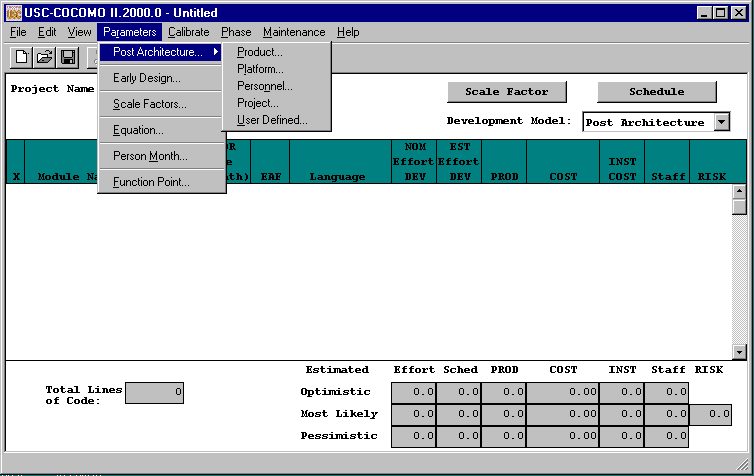 USC-COCOMO II.2000.0 - Untitled
File Edit View Parameters Calibrate Phase Maintenance Help
Post Architecture...
Early Design...
Scale Factors...
Equation...
Person Month...
Function Point...
Product...
Platform...
Personnel...
Project...
User Defined...
Project Name
Scale Factor Schedule
Development Model: Post Architecture
OR NOM EST
Effort Effort INST
X Module Na th) EAF Language DEV DEV PROD COST COST Staff RISK
Estimated Effort Sched PROD COST INST Staff RISK
Total Lines of Code: 0
Optimistic 0.0 0.0 0.0 0.00 0.0 0.0
Most Likely 0.0 0.0 0.0 0.00 0.0 0.0 0.0
Pessimistic 0.0 0.0 0.0 0.00 0.0 0.0